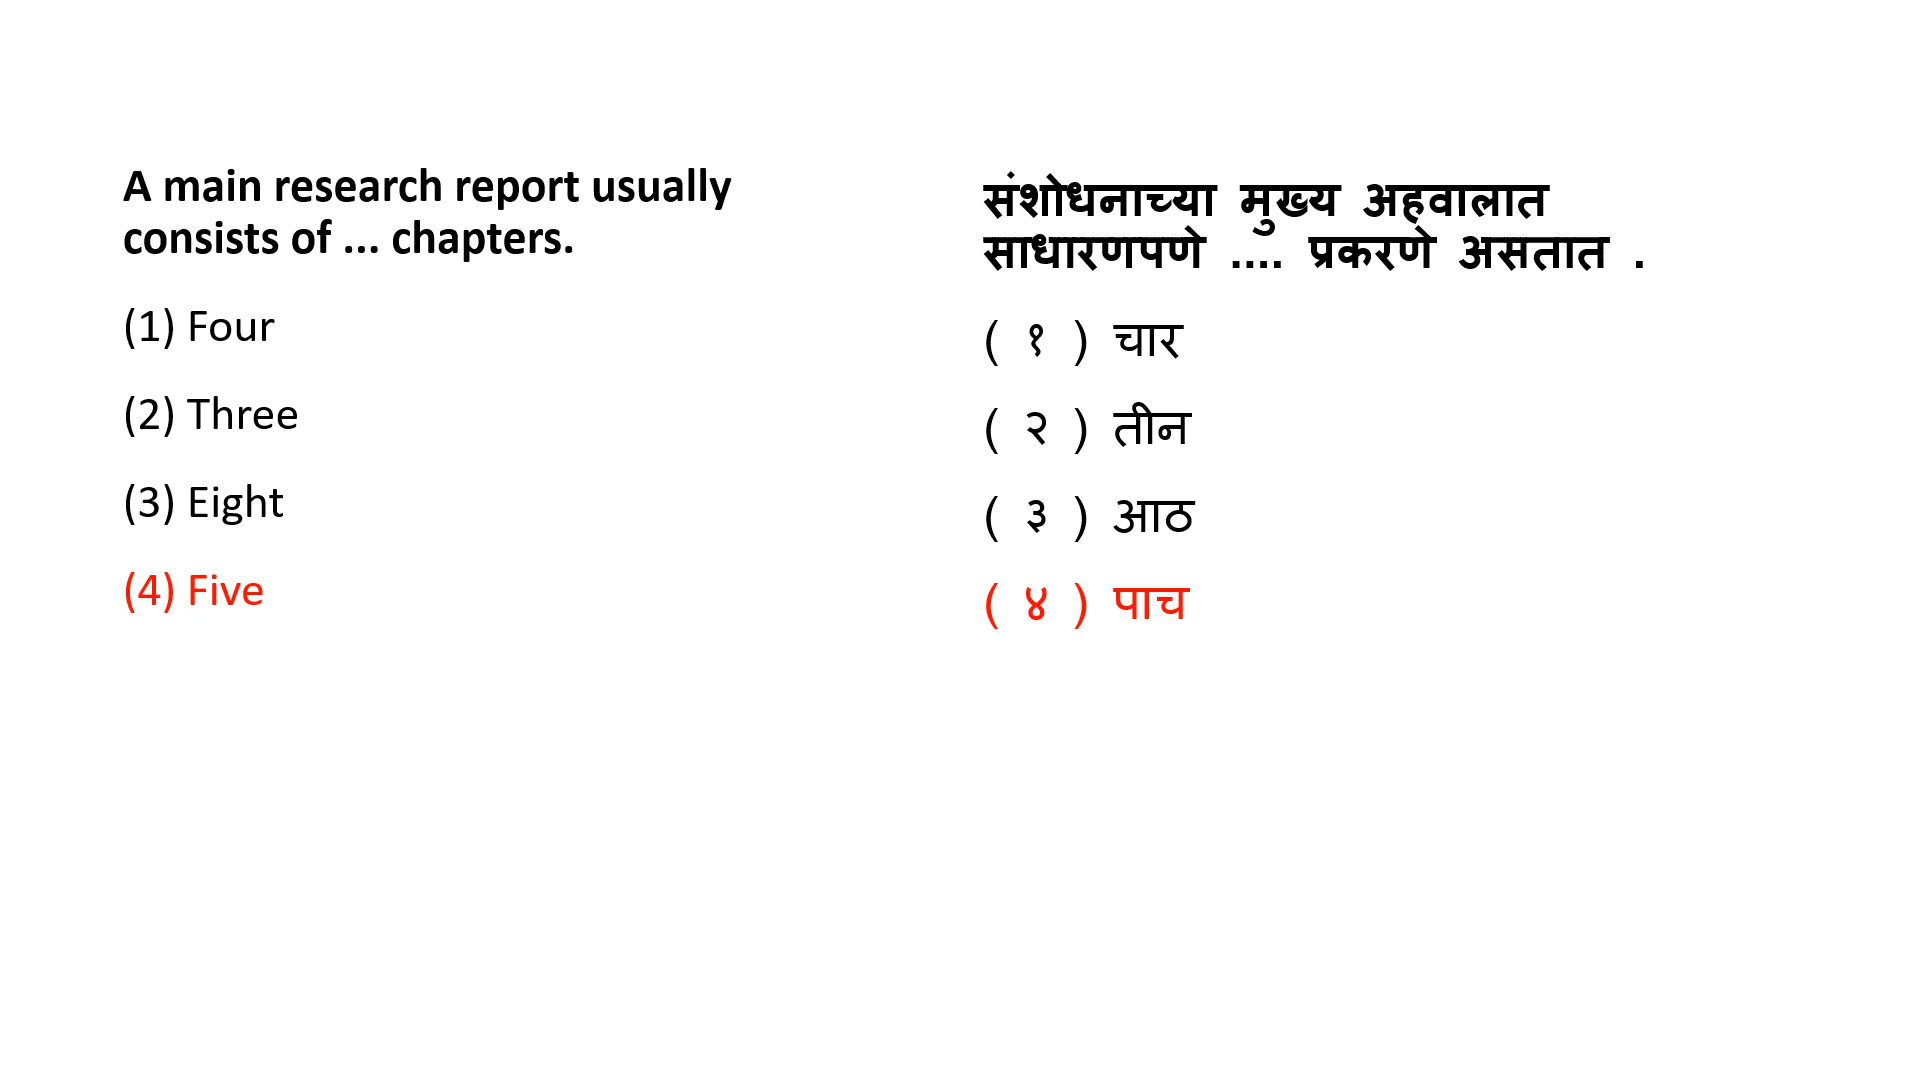 A main research report usually
consists of ... chapters.
(1) Four
(2) Three
(3) Eight
(4) Five
संशोधनाच्या मुख्य अहवालात
साधारणपणे .... प्रकरणे असतात .
( १ ) चार
( २ ) तीन
( ३ ) आठ
( ४ ) पाच